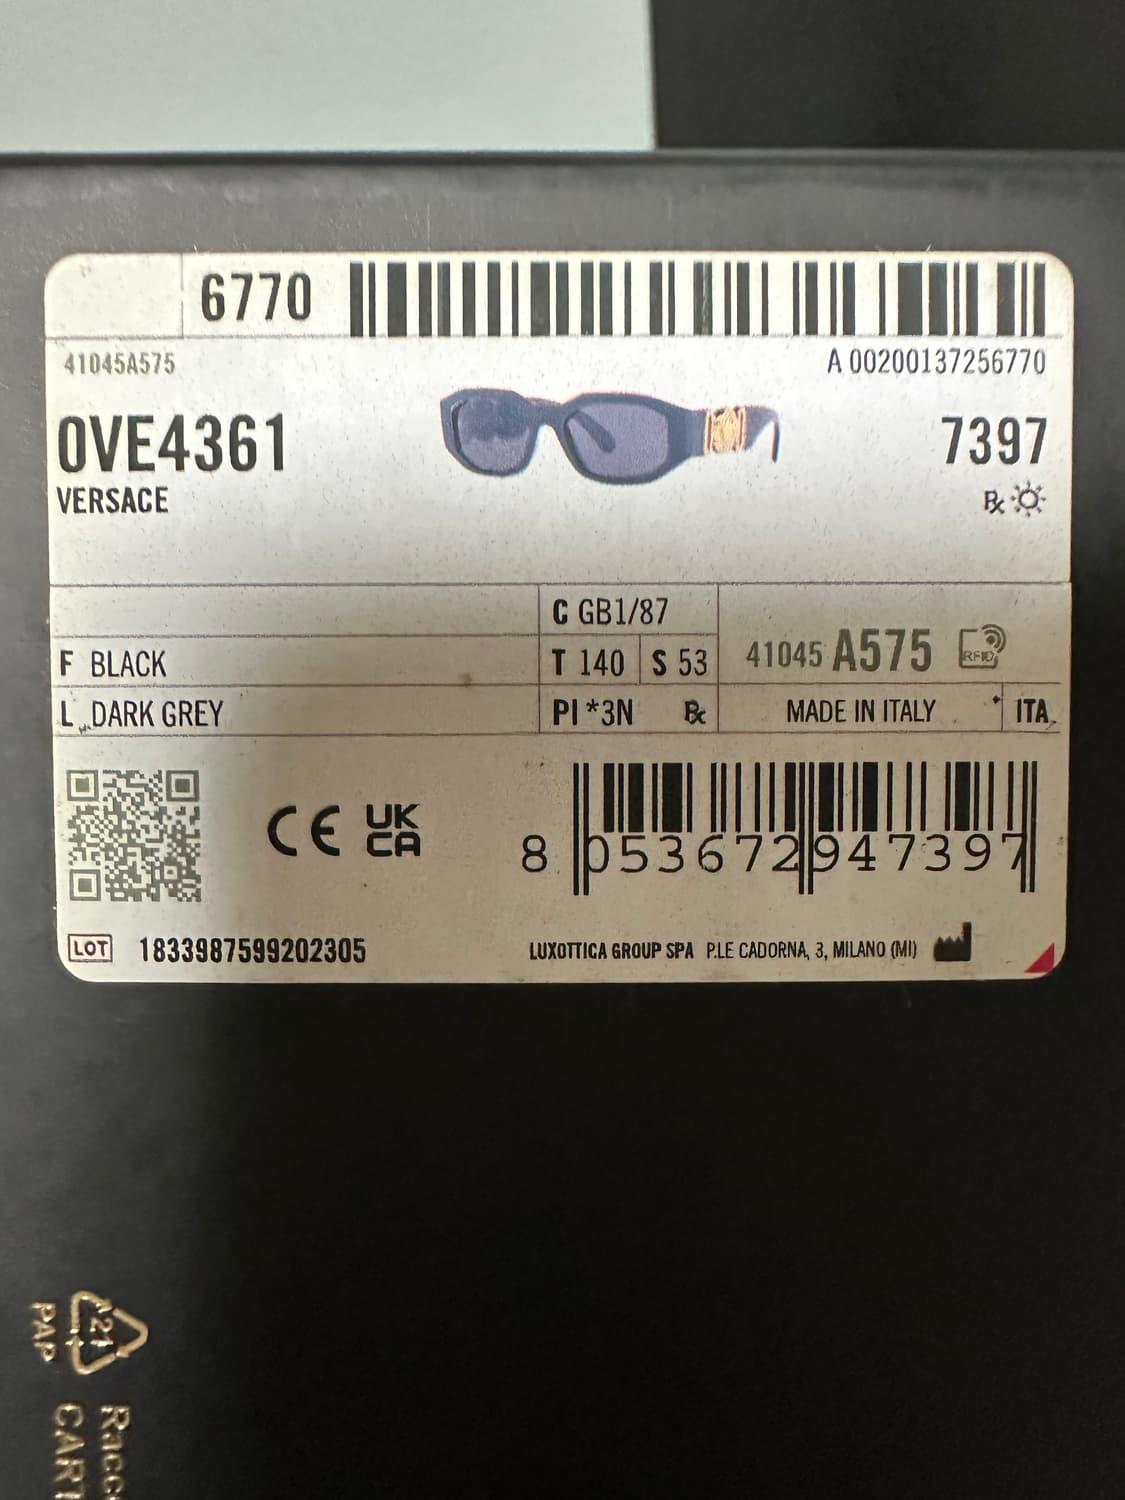 6770
41045A575
A 00200137256770
0VE4361
7397
VERSACE
Rx
C GB1/87
F BLACK
T 140 S 53
41045 A575 RFID
L DARK GREY
PI *3N Rx
MADE IN ITALY
ITA
CE UK CA
8 053672 947397
LOT 1833987599202305
LUXOTTICA GROUP SPA P.LE CADORNA, 3, MILANO (MI)
21
PAP